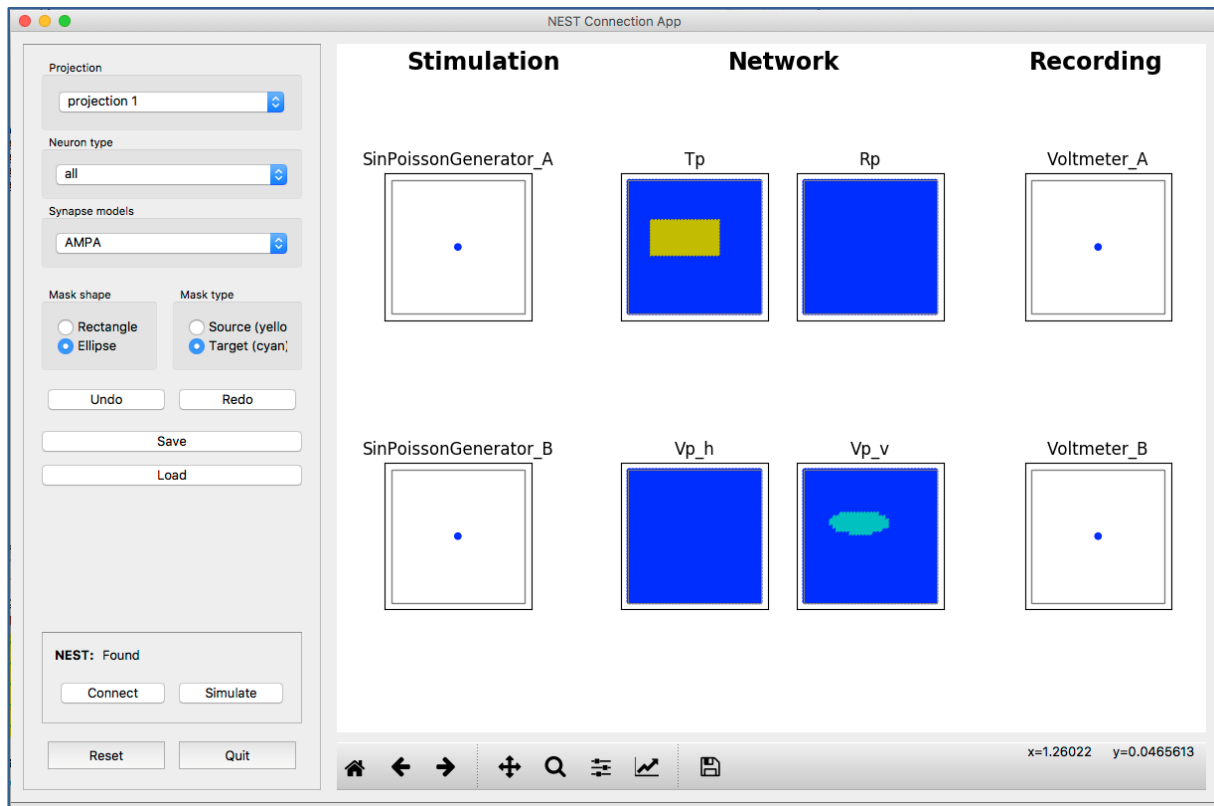 NEST Connection App
Projection
projection 1
Neuron type
all
Synapse models
AMPA
Mask shape
Mask type
Rectangle
Ellipse
Source (yello
Target (cyan)
Undo
Redo
Save
Load
NEST: Found
Connect
Simulate
Reset
Quit
Stimulation
Network
Recording
SinPoissonGenerator_A
Tp
Rp
Voltmeter_A
SinPoissonGenerator_B
Vp_h
Vp_v
Voltmeter_B
x=1.26022 y=0.0465613